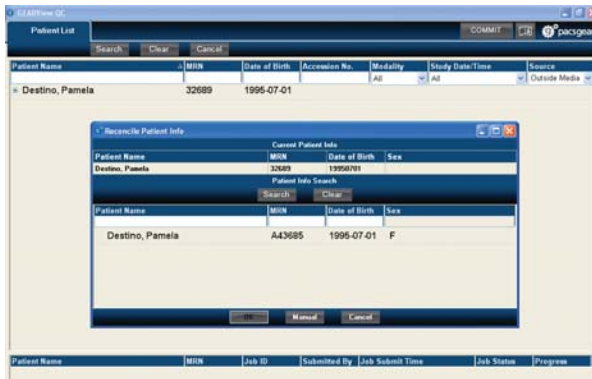 GEARView QC
Patient List
COMMIT
pacsgear
Search Clear Cancel
Patient Name MRN Date of Birth Accession No. Modality Study Date/Time Source
All All Outside Media
Destino, Pamela 32689 1995-07-01
Reconcile Patient Info
Current Patient Info
Patient Name MRN Date of Birth Sex
Destino, Pamela 32689 19950701
Patient Info Search
Search Clear
Patient Name MRN Date of Birth Sex
Destino, Pamela A43685 1995-07-01 F
Manual Cancel
Patient Name MRN Job ID Submitted By Job Submit Time Job Status Progress